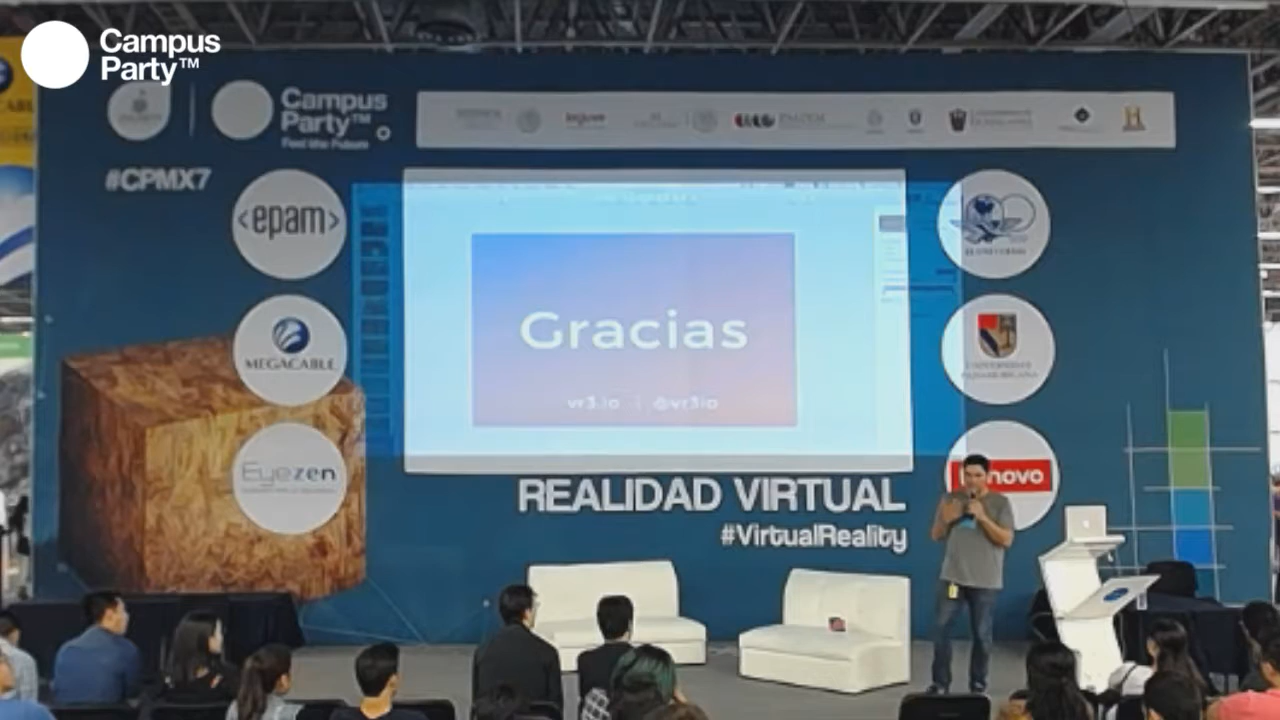 Campus
Party™
Campus
Party™
Feel the Future
#CPMX7
<epam>
MEGACABLE
Eyezen
Gracias
vr3.io | @vr3io
Lenovo
REALIDAD VIRTUAL
#VirtualReality